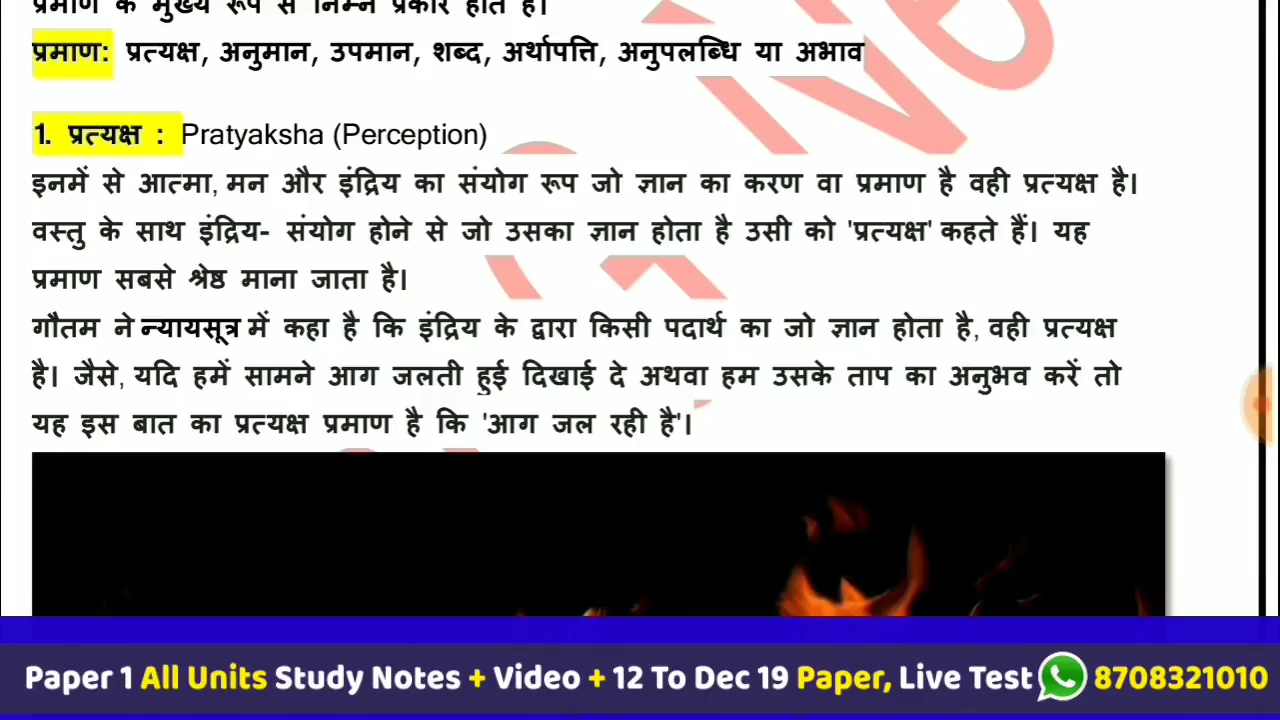 प्रमाण के मुख्य रूप से निम्न प्रकार होते है।
प्रमाण: प्रत्यक्ष, अनुमान, उपमान, शब्द, अर्थापत्ति, अनुपलब्धि या अभाव
1. प्रत्यक्ष : Pratyaksha (Perception)
इनमें से आत्मा, मन और इंद्रिय का संयोग रूप जो ज्ञान का करण वा प्रमाण है वही प्रत्यक्ष है।
वस्तु के साथ इंद्रिय- संयोग होने से जो उसका ज्ञान होता है उसी को 'प्रत्यक्ष' कहते हैं। यह
प्रमाण सबसे श्रेष्ठ माना जाता है।
गौतम ने न्यायसूत्र में कहा है कि इंद्रिय के द्वारा किसी पदार्थ का जो ज्ञान होता है, वही प्रत्यक्ष
है। जैसे, यदि हमें सामने आग जलती हुई दिखाई दे अथवा हम उसके ताप का अनुभव करें तो
यह इस बात का प्रत्यक्ष प्रमाण है कि 'आग जल रही है'।
Paper 1 All Units Study Notes + Video + 12 To Dec 19 Paper, Live Test 8708321010